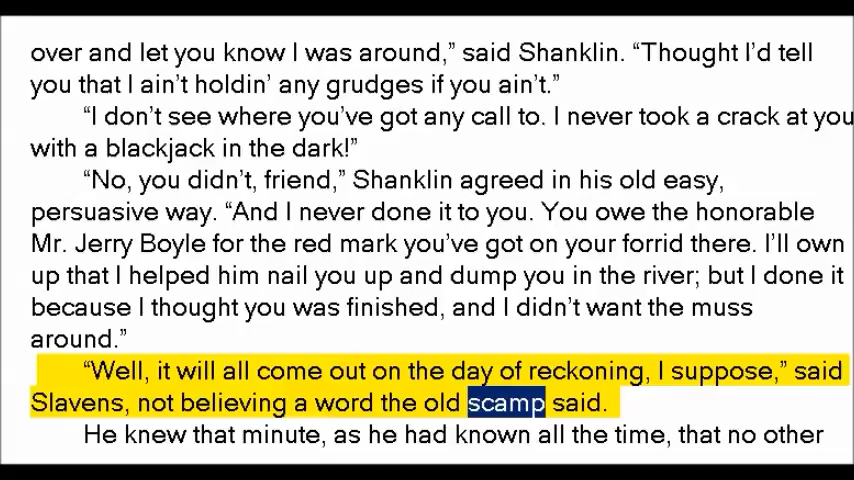 over and let you know I was around,” said Shanklin. “Thought I’d tell
you that I ain’t holdin’ any grudges if you ain’t.”
“I don’t see where you’ve got any call to. I never took a crack at you
with a blackjack in the dark!”
“No, you didn’t, friend,” Shanklin agreed in his old easy,
persuasive way. “And I never done it to you. You owe the honorable
Mr. Jerry Boyle for the red mark you’ve got on your forrid there. I’ll own
up that I helped him nail you up and dump you in the river; but I done it
because I thought you was finished, and I didn’t want the muss
around.”
“Well, it will all come out on the day of reckoning, I suppose,” said
Slavens, not believing a word the old scamp said.
He knew that minute, as he had known all the time, that no other